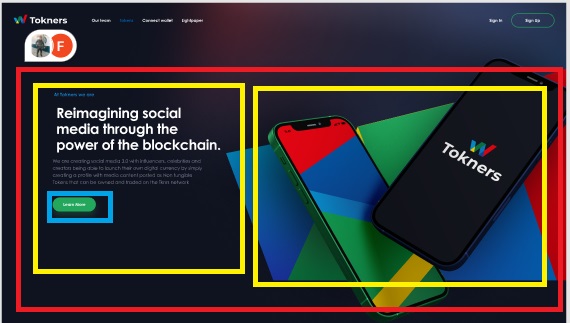 Tokners
Our team
Tokens
Connect wallet
Lightpaper
Sign In
Sign Up
F
At Tokners we are
Reimagining social
media through the
power of the blockchain.
We are creating social media 3.0 with influencers, celebrities and
creators being able to launch their own digital currency by simply
creating a profile with media content posted as Non Fungible
Tokens that can be owned and traded on the Tkns network
Learn More
Tokners